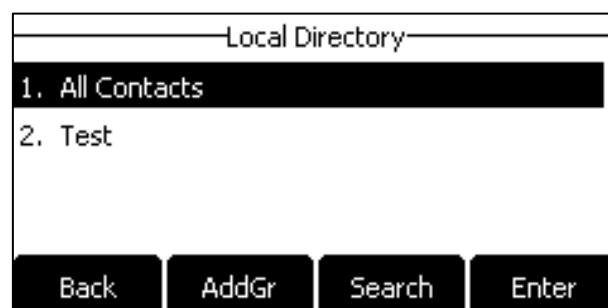 Local Directory
1. All Contacts
2. Test
Back AddGr Search Enter